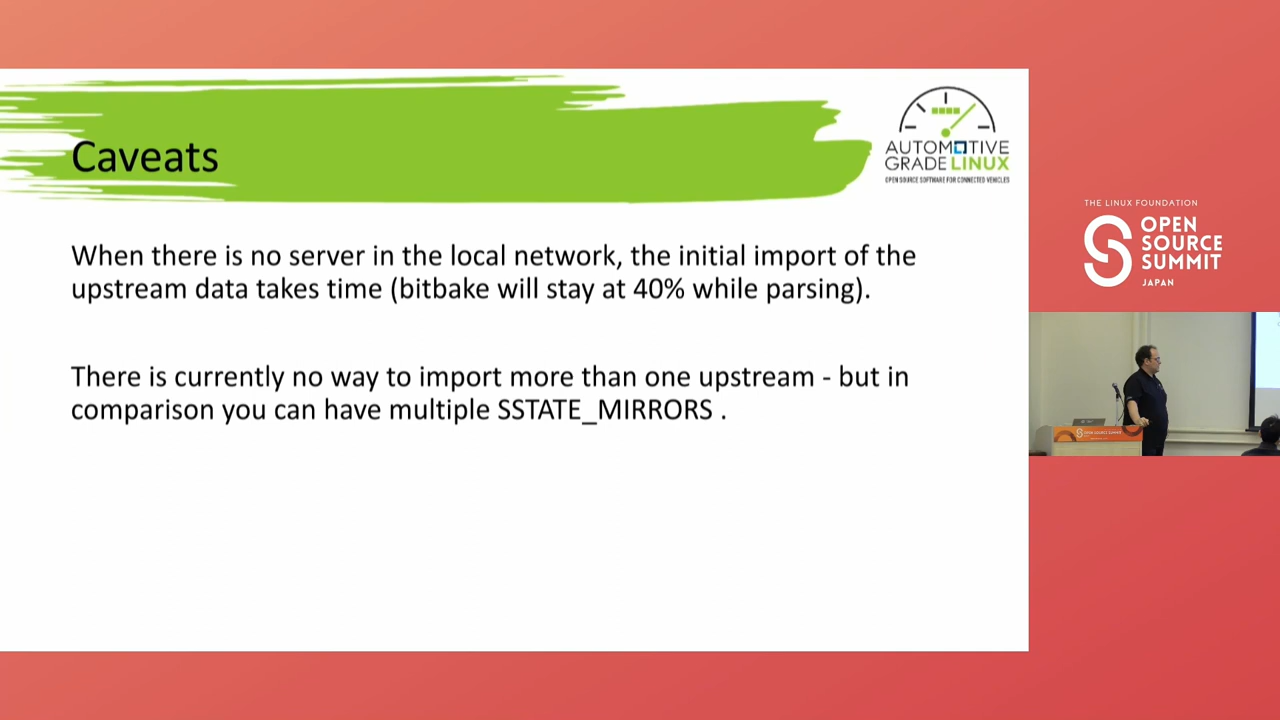 Caveats
AUTOMOTIVE
GRADE LINUX
OPEN SOURCE SOFTWARE FOR CONNECTED VEHICLES
When there is no server in the local network, the initial import of the
upstream data takes time (bitbake will stay at 40% while parsing).
There is currently no way to import more than one upstream - but in
comparison you can have multiple SSTATE_MIRRORS .
THE LINUX FOUNDATION
OPEN
SOURCE
SUMMIT
JAPAN
OPEN SOURCE SUMMIT